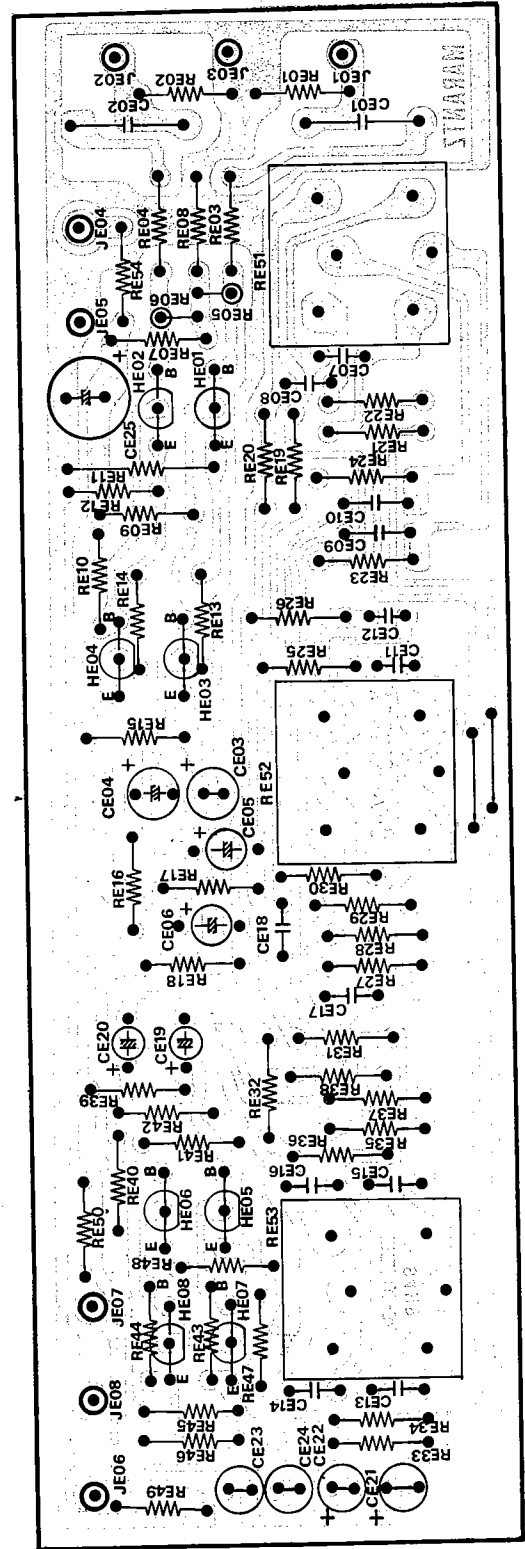 JE02
JE03
JE01
RE02
RE01
CE02
CE01
MARANTZ
JE04
RE04
RE08
RE03
RE54
RE51
RE06
RE05
JE05
RE07
+
HE02
HE01
B
B
CE07
CE08
CE25
E
E
RE22
RE21
RE20
RE19
RE11
RE12
RE24
RE09
CE10
CE09
RE10
RE14
RE13
RE23
B
B
RE26
CE12
HE04
HE03
E
E
RE25
CE11
RE15
+
+
CE04
CE03
RE52
+
CE05
RE16
RE17
RE30
+
CE06
CE18
RE29
RE28
RE18
RE27
CE17
CE20
CE19
+
+
RE31
RE39
RE32
RE38
RE42
RE37
RE41
RE36
RE35
RE40
B
B
CE16
CE15
RE50
HE06
HE05
RE53
E
E
RE48
JE07
B
B
HE08
HE07
RE44
RE43
RE47
E
E
JE08
CE14
CE13
RE45
RE46
RE34
RE33
CE23
CE24
CE22
JE06
RE49
CE21
+
+